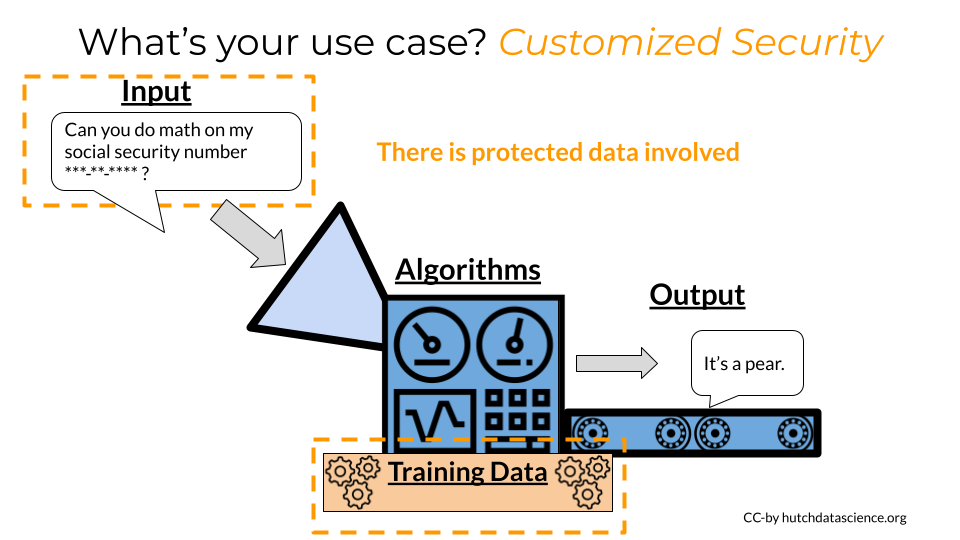 What’s your use case? Customized Security
Input
Can you do math on my
social security number
***-**-**** ?
There is protected data involved
Algorithms
Output
It’s a pear.
Training Data
CC-by hutchdatascience.org